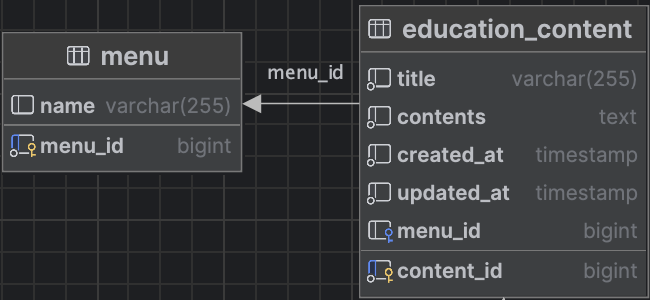 menu
name varchar(255)
menu_id bigint
menu_id
education_content
title varchar(255)
contents text
created_at timestamp
updated_at timestamp
menu_id bigint
content_id bigint